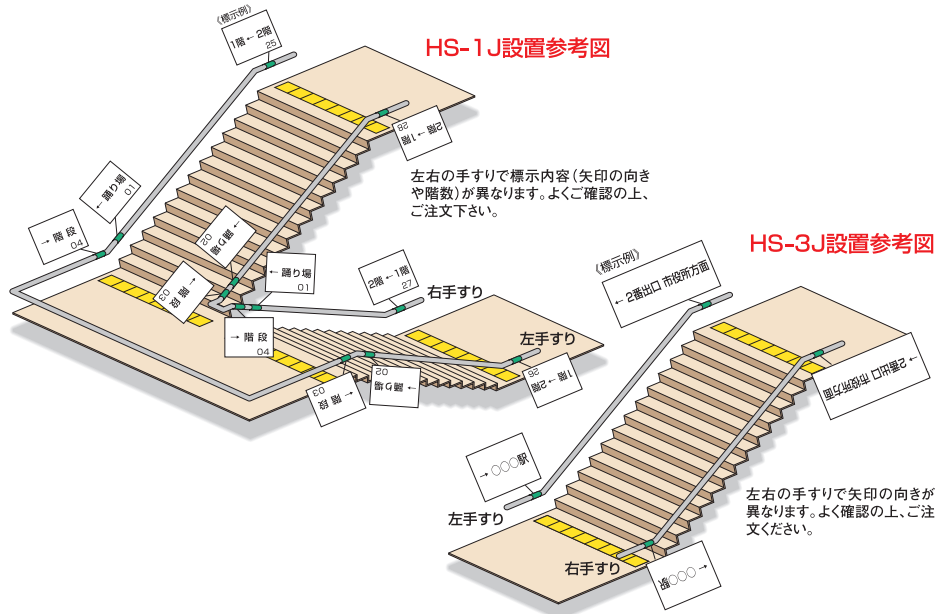 《標示例》
1階 ← 2階
25
HS-1J設置参考図
2階 ← 1階
28
左右の手すりで標示内容(矢印の向き
や階数)が異なります。よくご確認の上、
ご注文下さい。
← 踊り場
01
→ 階段
04
→ 踊り場
02
← 階段
03
← 踊り場
01
2階 ← 1階
27
右手すり
→ 階段
04
左手すり
1階 ← 2階
26
→ 踊り場
02
← 階段
03
HS-3J設置参考図
《標示例》
← 2番出口 市役所方面
→ 2番出口 市役所方面
→ ○○○駅
左手すり
左右の手すりで矢印の向きが
異なります。よく確認の上、ご注
文ください。
右手すり
← ○○○駅